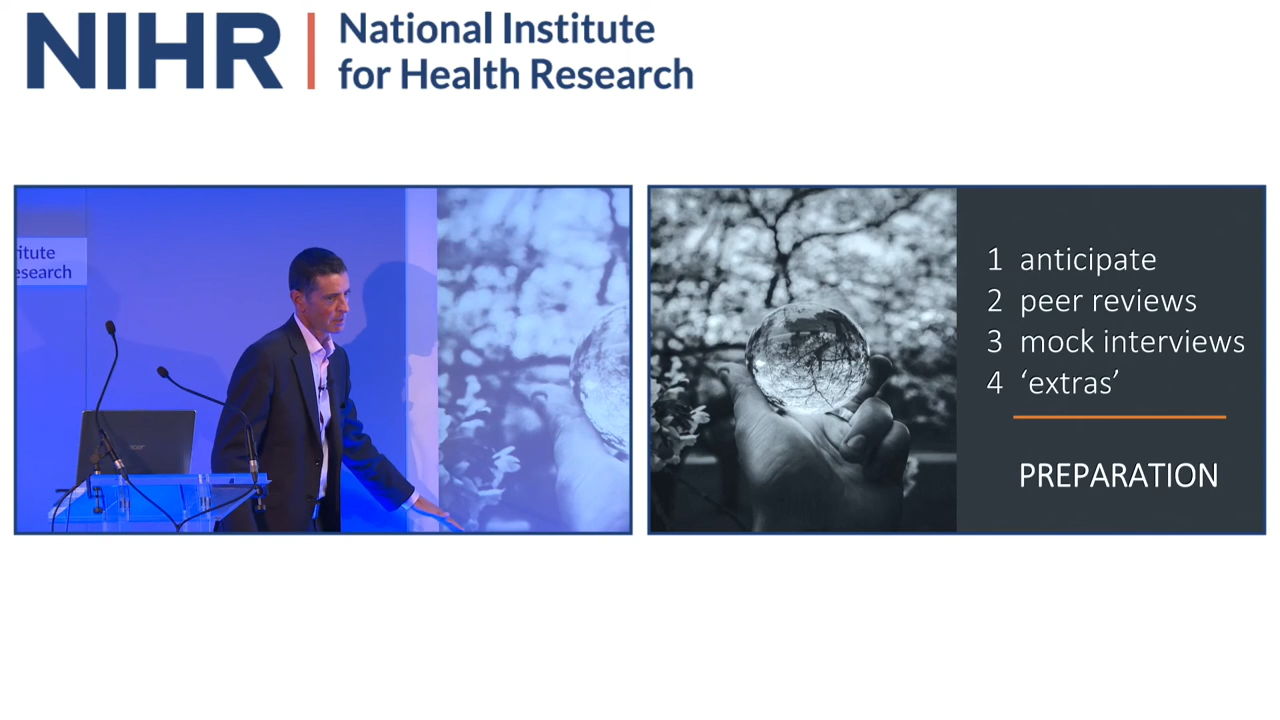 NIHR
National Institute
for Health Research
itute
esearch
acer
1 anticipate
2 peer reviews
3 mock interviews
4 ‘extras’
PREPARATION